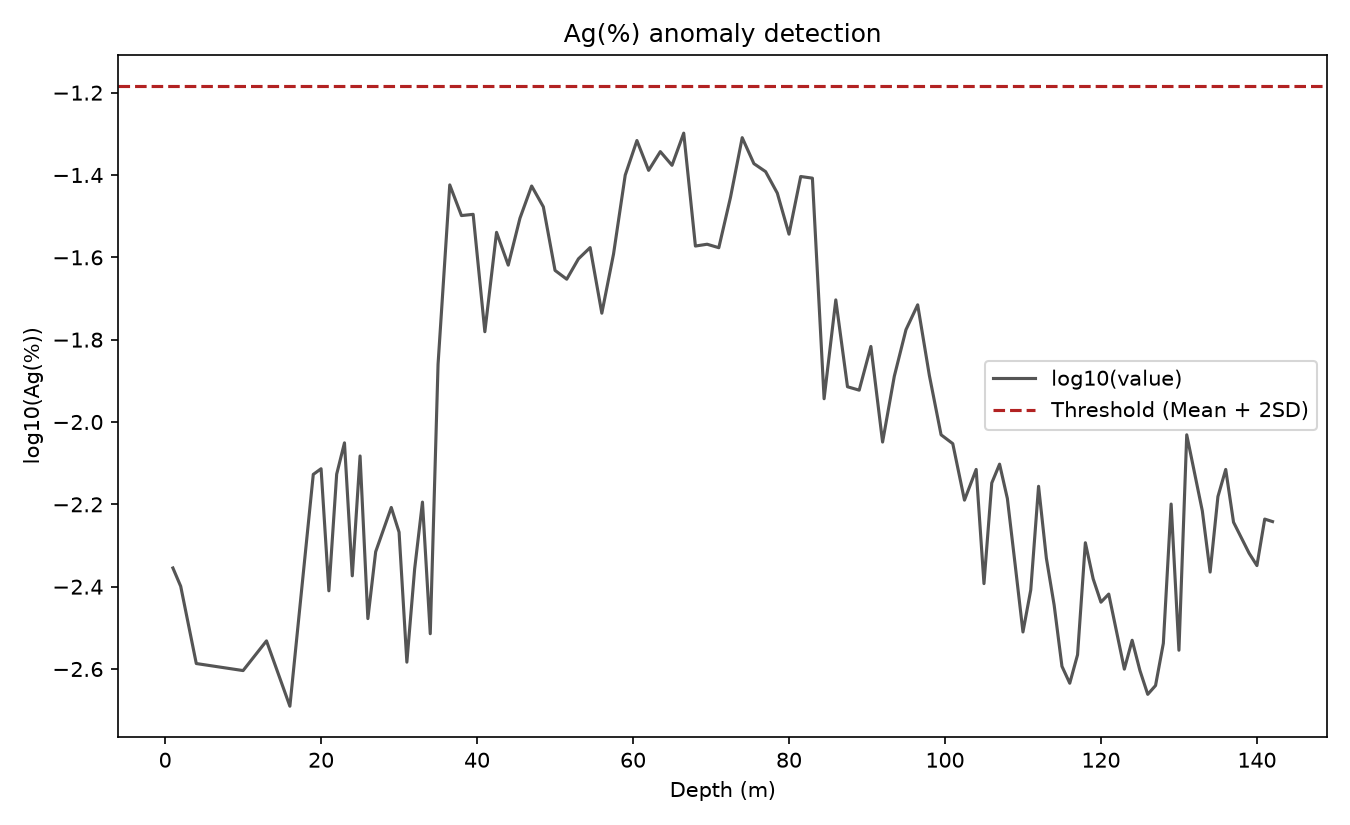 Ag(%) anomaly detection
log10(Ag(%))
−1.2
−1.4
−1.6
−1.8
−2.0
−2.2
−2.4
−2.6
log10(value)
Threshold (Mean + 2SD)
0 20 40 60 80 100 120 140
Depth (m)